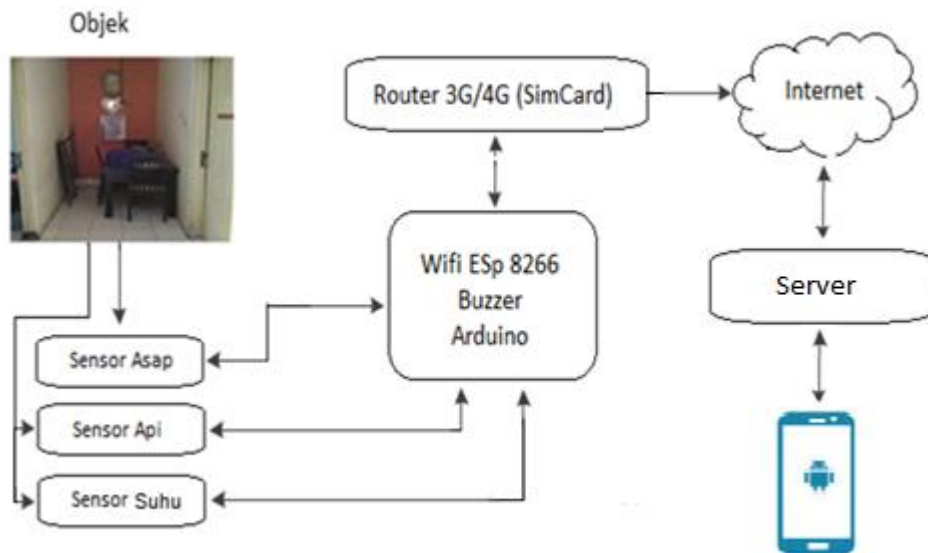 Objek
Router 3G/4G (SimCard)
Internet
Wifi ESp 8266
Buzzer
Arduino
Server
Sensor Asap
Sensor Api
Sensor Suhu